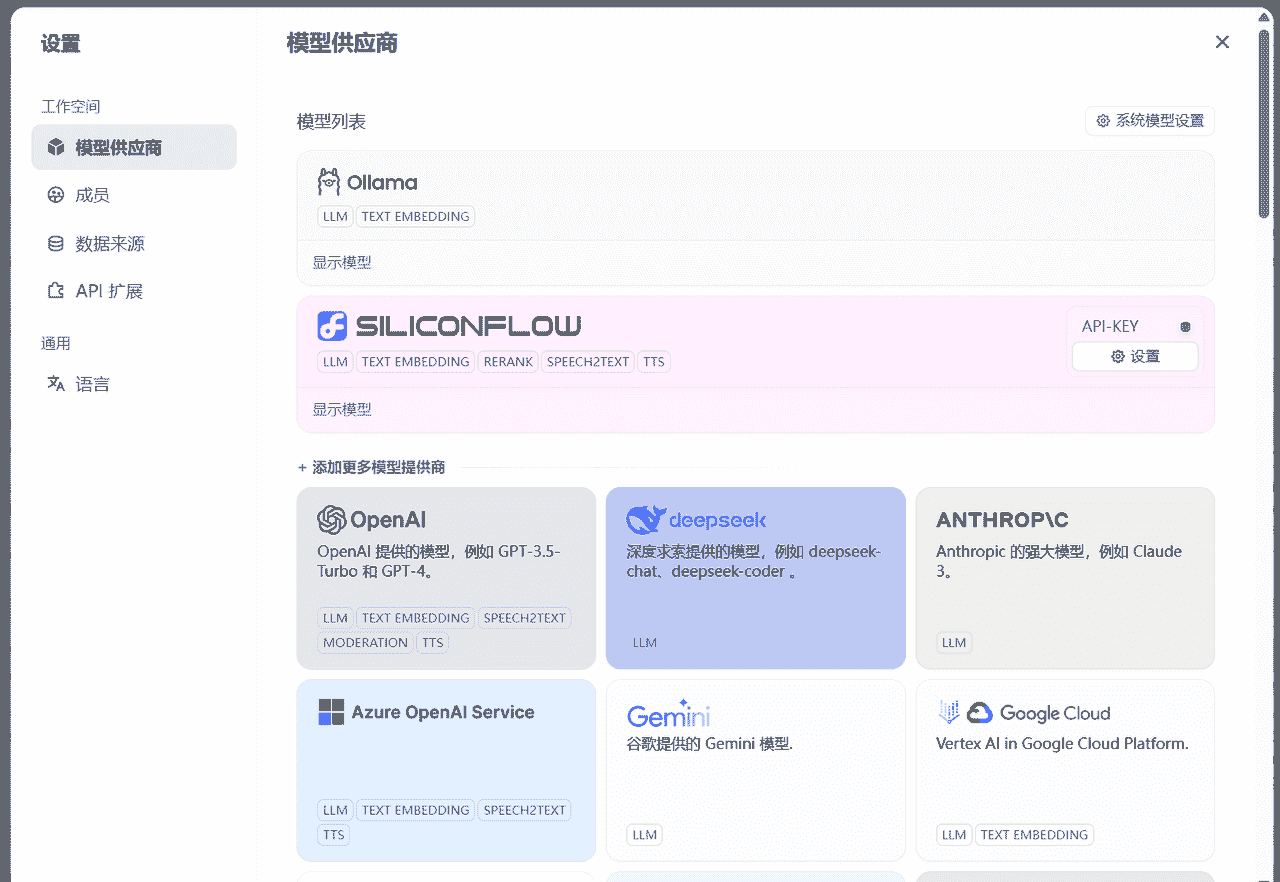 设置
工作空间
模型供应商
成员
数据来源
API 扩展
通用
语言
模型供应商
模型列表
系统模型设置
Ollama
LLM TEXT EMBEDDING
显示模型
SILICONFLOW
LLM TEXT EMBEDDING RERANK SPEECH2TEXT TTS
API-KEY
设置
显示模型
+ 添加更多模型提供商
OpenAI
OpenAI 提供的模型，例如 GPT-3.5-
Turbo 和 GPT-4。
LLM TEXT EMBEDDING SPEECH2TEXT
MODERATION TTS
deepseek
深度求索提供的模型，例如 deepseek-
chat、deepseek-coder 。
LLM
ANTHROP\C
Anthropic 的强大模型，例如 Claude
3。
LLM
Azure OpenAI Service
LLM TEXT EMBEDDING SPEECH2TEXT
TTS
Gemini
谷歌提供的 Gemini 模型.
LLM
Google Cloud
Vertex AI in Google Cloud Platform.
LLM TEXT EMBEDDING